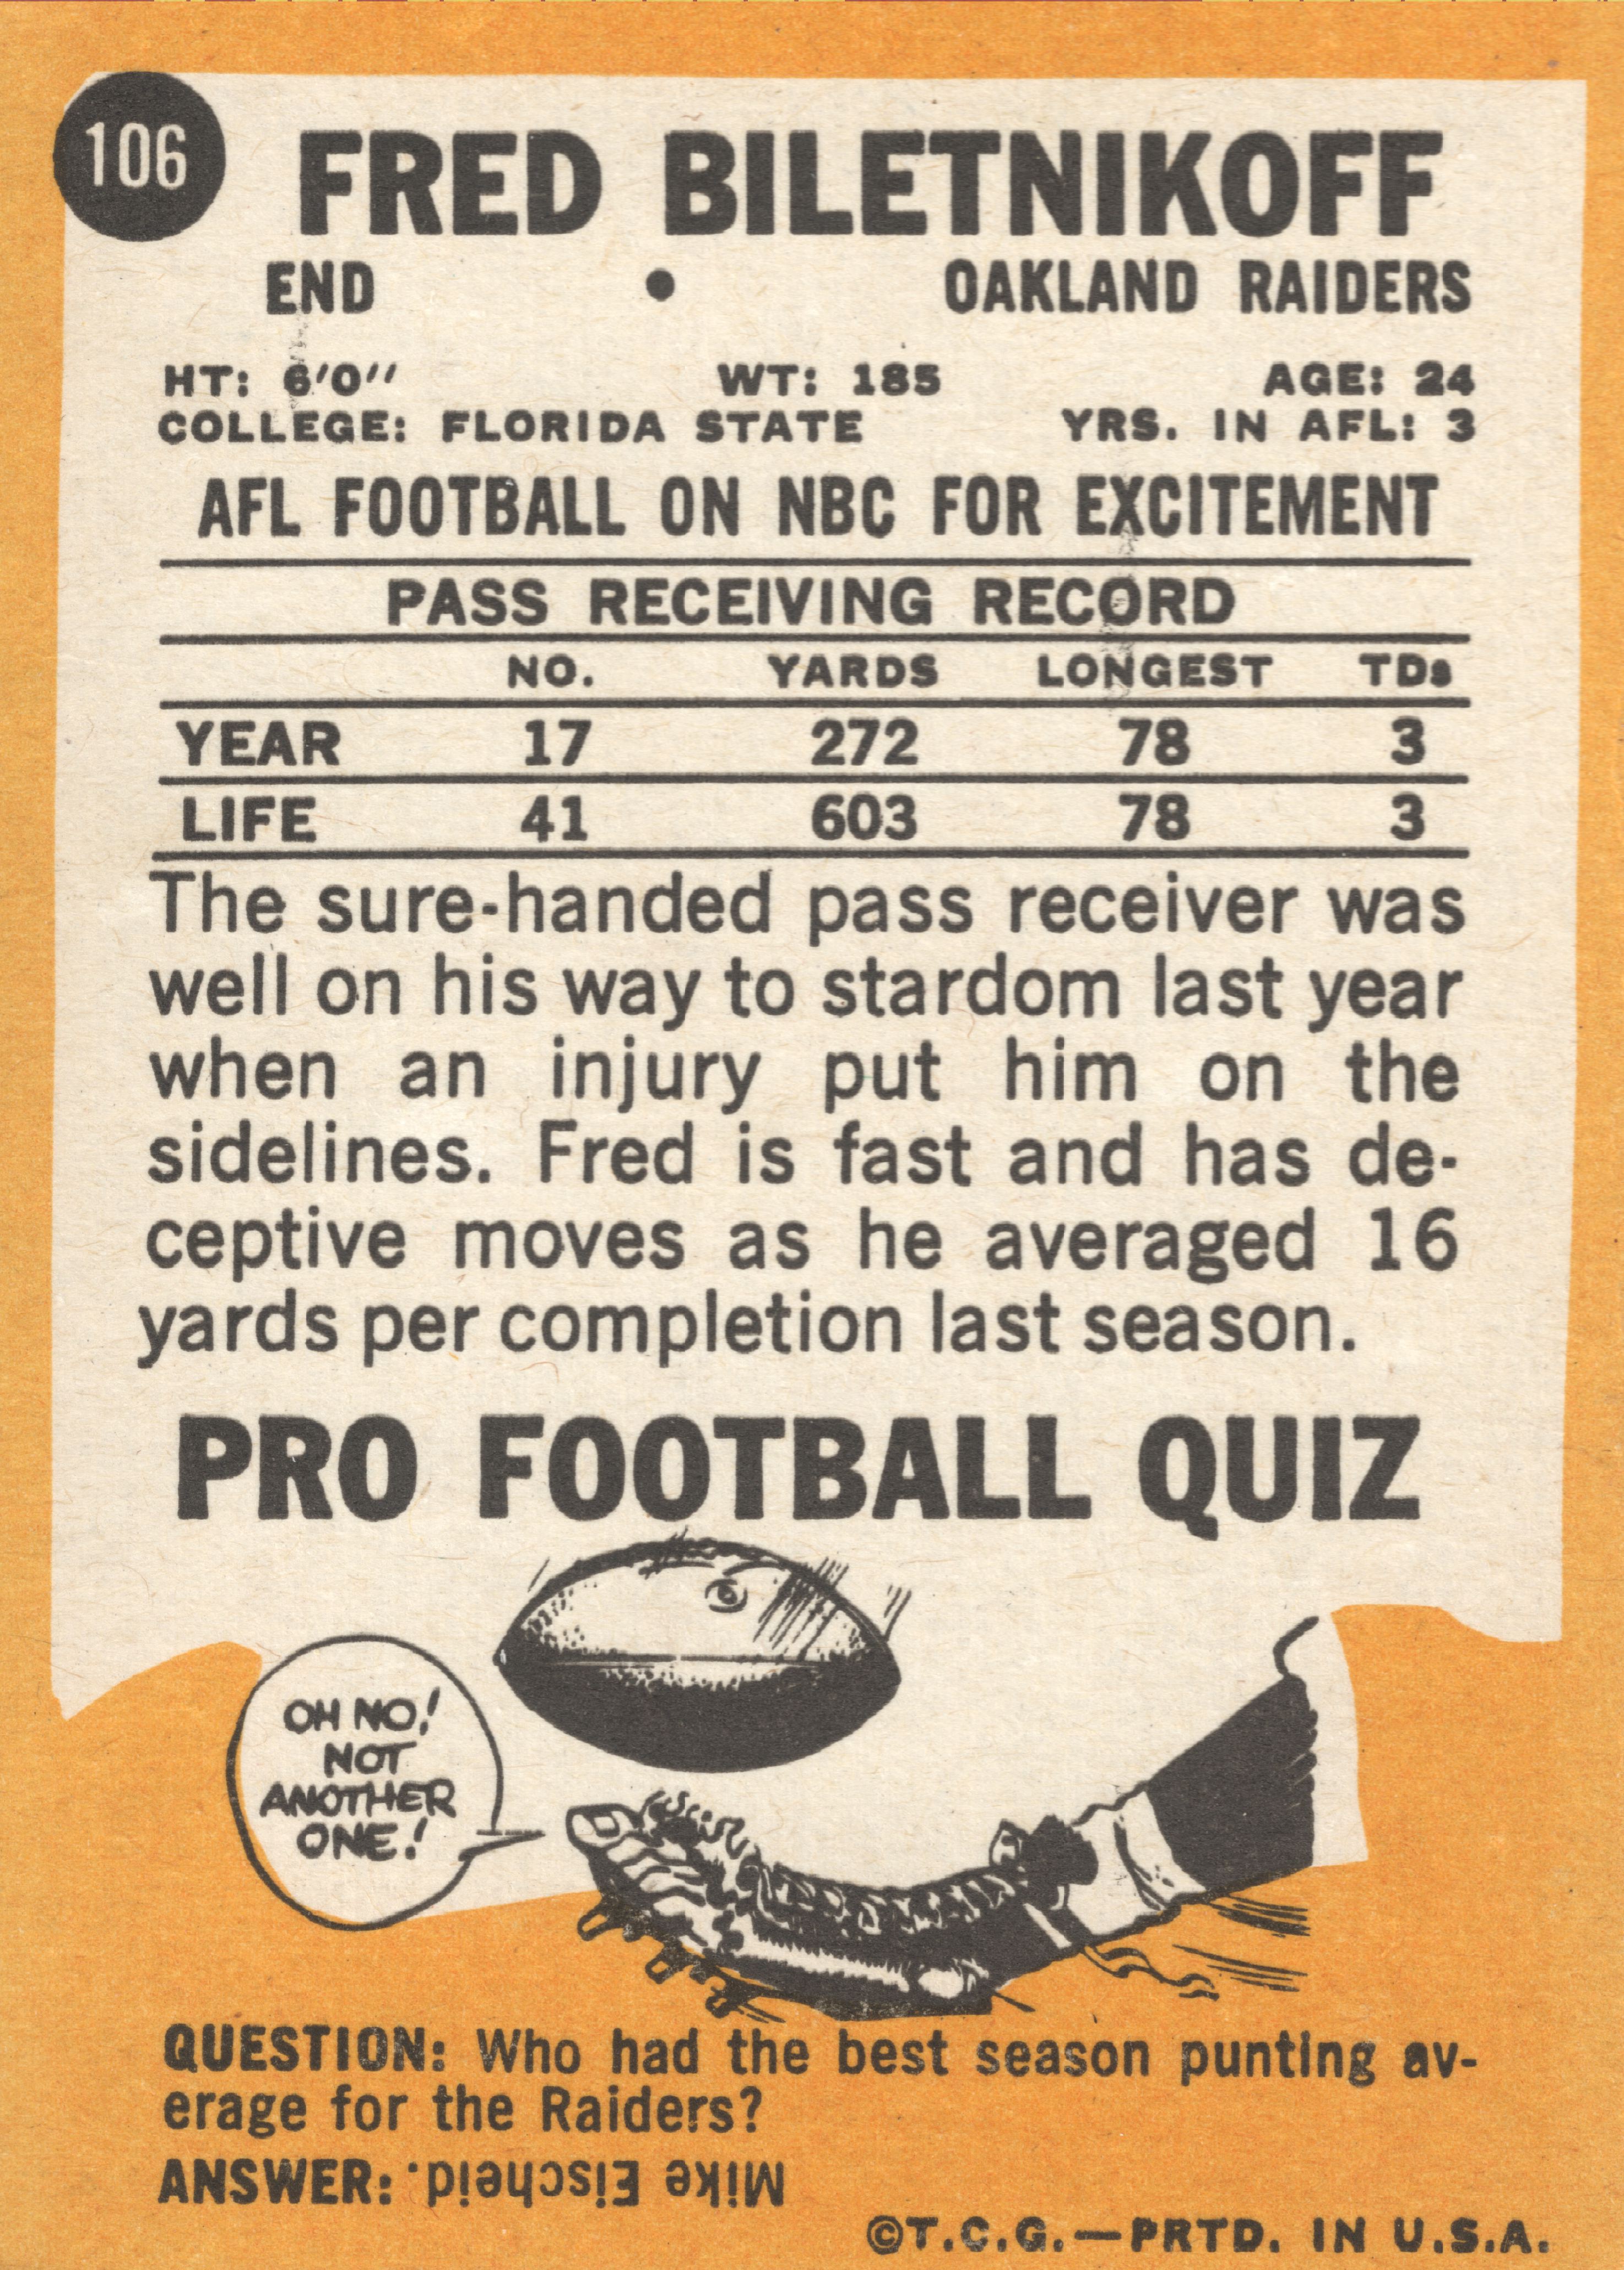 106
FRED BILETNIKOFF
END • OAKLAND RAIDERS
HT: 6'0'' WT: 185 AGE: 24
COLLEGE: FLORIDA STATE YRS. IN AFL: 3
AFL FOOTBALL ON NBC FOR EXCITEMENT
PASS RECEIVING RECORD
NO. YARDS LONGEST TDs
YEAR 17 272 78 3
LIFE 41 603 78 3
The sure-handed pass receiver was
well on his way to stardom last year
when an injury put him on the
sidelines. Fred is fast and has de-
ceptive moves as he averaged 16
yards per completion last season.
PRO FOOTBALL QUIZ
OH NO!
NOT
ANOTHER
ONE!
QUESTION: Who had the best season punting av-
erage for the Raiders?
ANSWER: Mike Eischeid.
©T.C.G.—PRTD. IN U.S.A.